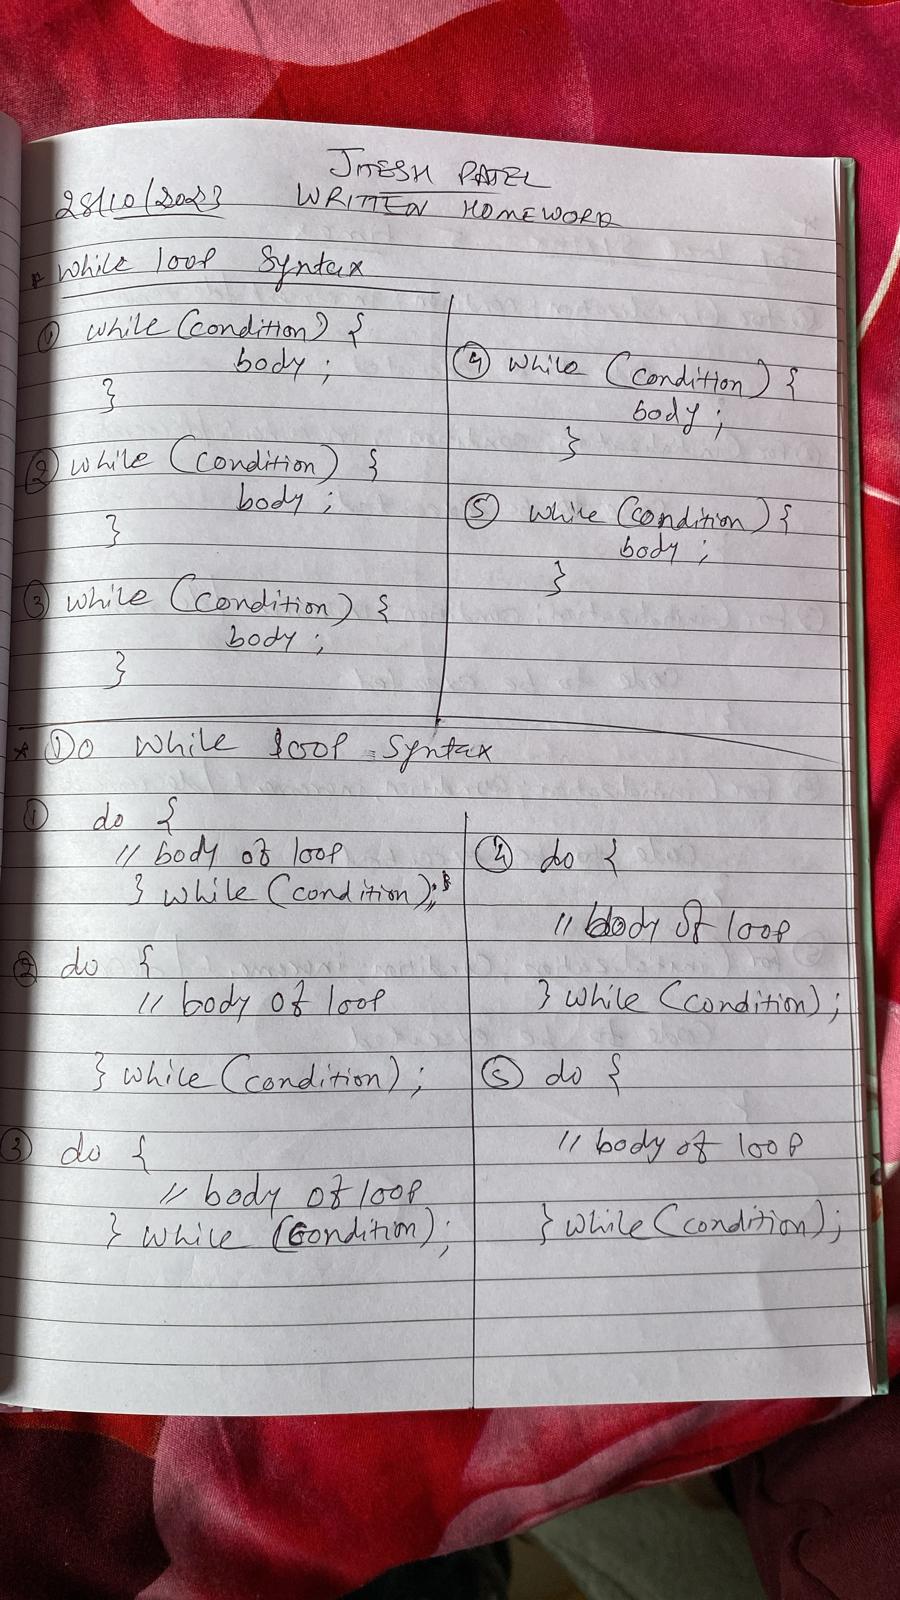 JITESH PATEL
28/10/2023 WRITTEN HOMEWORK
* while loop Syntax
① while (condition) {
body ;
}
② while (condition) {
body ;
}
③ while (condition) {
body ;
}
④ while (condition) {
body ;
}
⑤ while (condition) {
body ;
}
* Do while loop Syntax
① do {
// body of loop
} while (condition);
② do {
// body of loop
} while (condition);
③ do {
// body of loop
} while (condition);
④ do {
// body of loop
} while (condition);
⑤ do {
// body of loop
} while (condition);